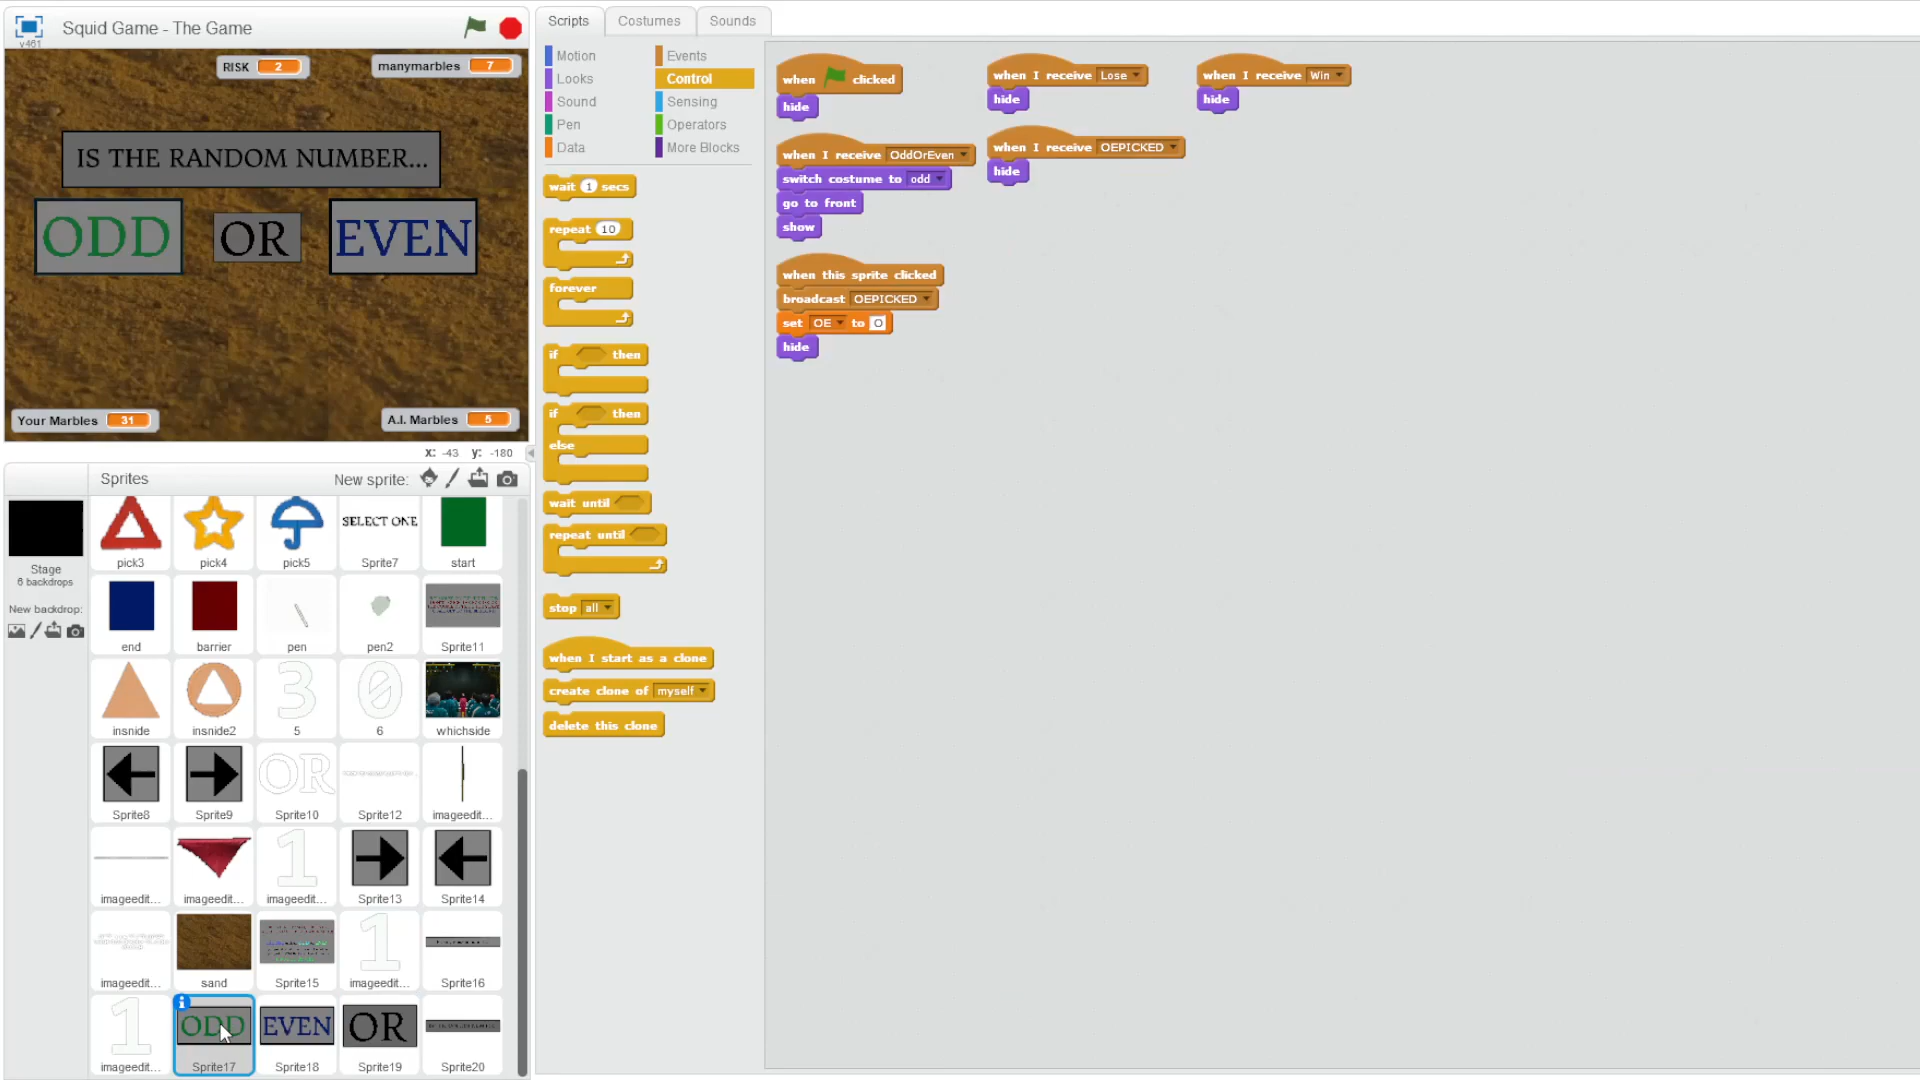 Squid Game - The Game
v461
RISK 2
manymarbles 7
IS THE RANDOM NUMBER...
ODD
OR
EVEN
Your Marbles 31
A.I. Marbles 5
x: -43 y: -180
Sprites
New sprite:
Stage
6 backdrops
New backdrop:
SELECT ONE
pick3
pick4
pick5
Sprite7
start
end
barrier
pen
pen2
Sprite11
3
0
insnide
insnide2
5
6
whichside
OR
Sprite8
Sprite9
Sprite10
Sprite12
imageedit...
1
imageedit...
imageedit...
imageedit...
Sprite13
Sprite14
1
imageedit...
sand
Sprite15
imageedit...
Sprite16
1
ODD
EVEN
OR
imageedit...
Sprite17
Sprite18
Sprite19
Sprite20
Scripts
Costumes
Sounds
Motion
Looks
Sound
Pen
Data
Events
Control
Sensing
Operators
More Blocks
wait 1 secs
repeat 10
forever
if then
if then
else
wait until
repeat until
stop all
when I start as a clone
create clone of myself
delete this clone
when clicked
hide
when I receive OddOrEven
switch costume to odd
go to front
show
when this sprite clicked
broadcast OEPICKED
set OE to O
hide
when I receive Lose
hide
when I receive OEPICKED
hide
when I receive Win
hide